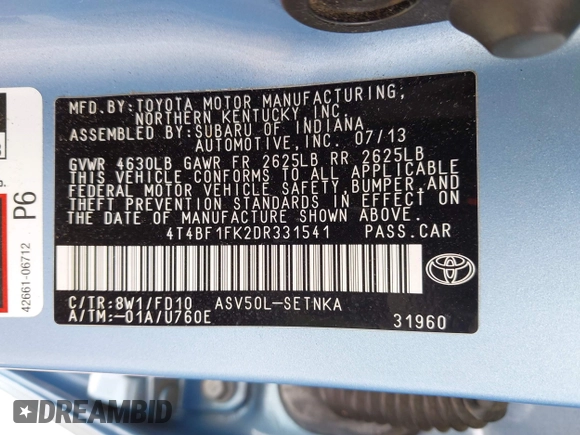 MFD.BY:TOYOTA MOTOR MANUFACTURING,
NORTHERN KENTUCKY, INC.
ASSEMBLED BY:SUBARU OF INDIANA
AUTOMOTIVE, INC. 07/13
GVWR 4630LB GAWR FR 2625LB RR 2625LB
THIS VEHICLE CONFORMS TO ALL APPLICABLE
FEDERAL MOTOR VEHICLE SAFETY,BUMPER,AND
THEFT PREVENTION STANDARDS IN EFFECT ON
THE DATE OF MANUFACTURE SHOWN ABOVE.
4T4BF1FK2DR331541 PASS.CAR
C/TR:8W1/FD10 ASV50L-SETNKA
A/TM:-01A/U760E 31960
P6
42661-06712
DREAMBID